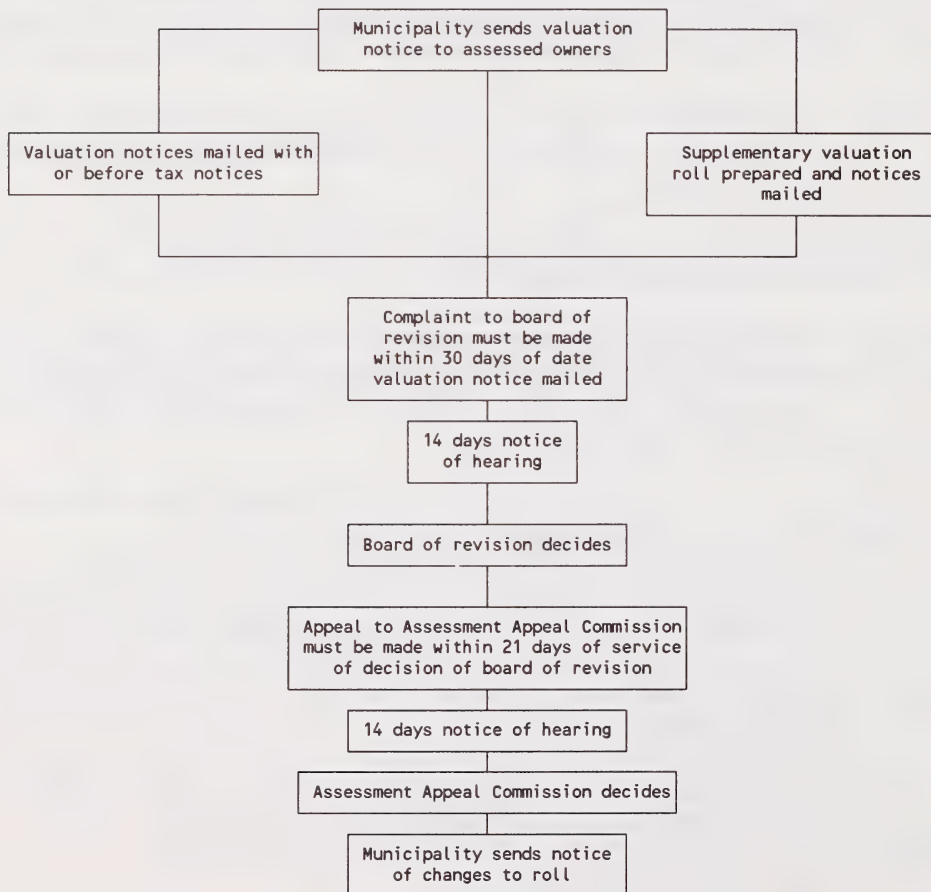 Municipality sends valuation
notice to assessed owners
Valuation notices mailed with
or before tax notices
Supplementary valuation
roll prepared and notices
mailed
Complaint to board of
revision must be made
within 30 days of date
valuation notice mailed
14 days notice
of hearing
Board of revision decides
Appeal to Assessment Appeal Commission
must be made within 21 days of service
of decision of board of revision
14 days notice of hearing
Assessment Appeal Commission decides
Municipality sends notice
of changes to roll